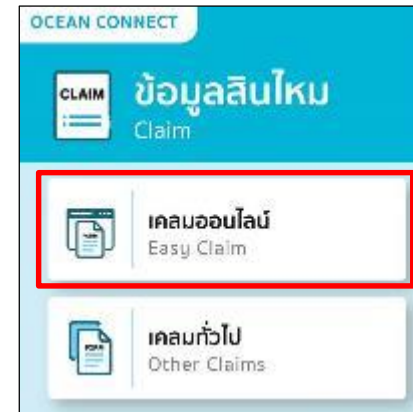 OCEAN CONNECT
CLAIM
ข้อมูลสินไหม
Claim
เคลมออนไลน์
Easy Claim
FORM
เคลมทั่วไป
Other Claims